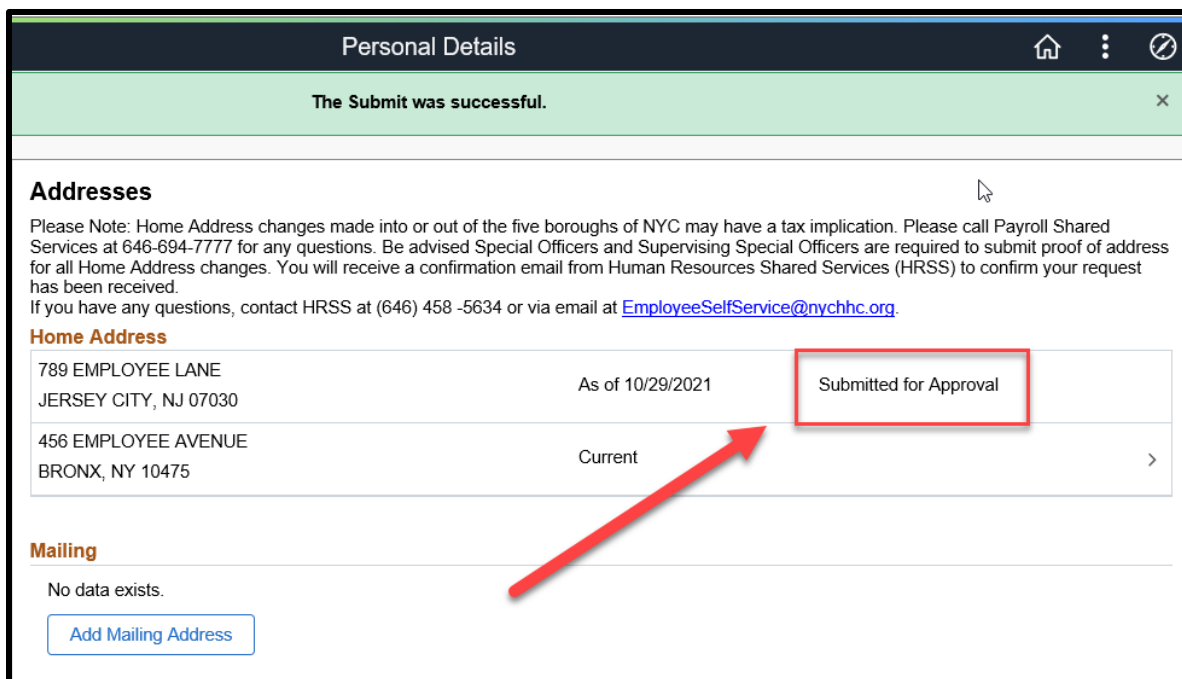 Personal Details
The Submit was successful.
Addresses
Please Note: Home Address changes made into or out of the five boroughs of NYC may have a tax implication. Please call Payroll Shared
Services at 646-694-7777 for any questions. Be advised Special Officers and Supervising Special Officers are required to submit proof of address
for all Home Address changes. You will receive a confirmation email from Human Resources Shared Services (HRSS) to confirm your request
has been received.
If you have any questions, contact HRSS at (646) 458 -5634 or via email at EmployeeSelfService@nychhc.org.
Home Address
789 EMPLOYEE LANE
JERSEY CITY, NJ 07030
As of 10/29/2021
Submitted for Approval
456 EMPLOYEE AVENUE
BRONX, NY 10475
Current
Mailing
No data exists.
Add Mailing Address